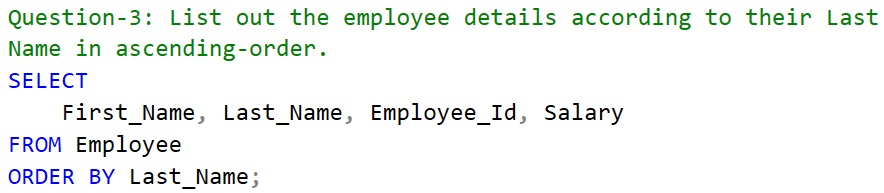 Question-3: List out the employee details according to their Last
Name in ascending-order.
SELECT
    First_Name, Last_Name, Employee_Id, Salary
FROM Employee
ORDER BY Last_Name;